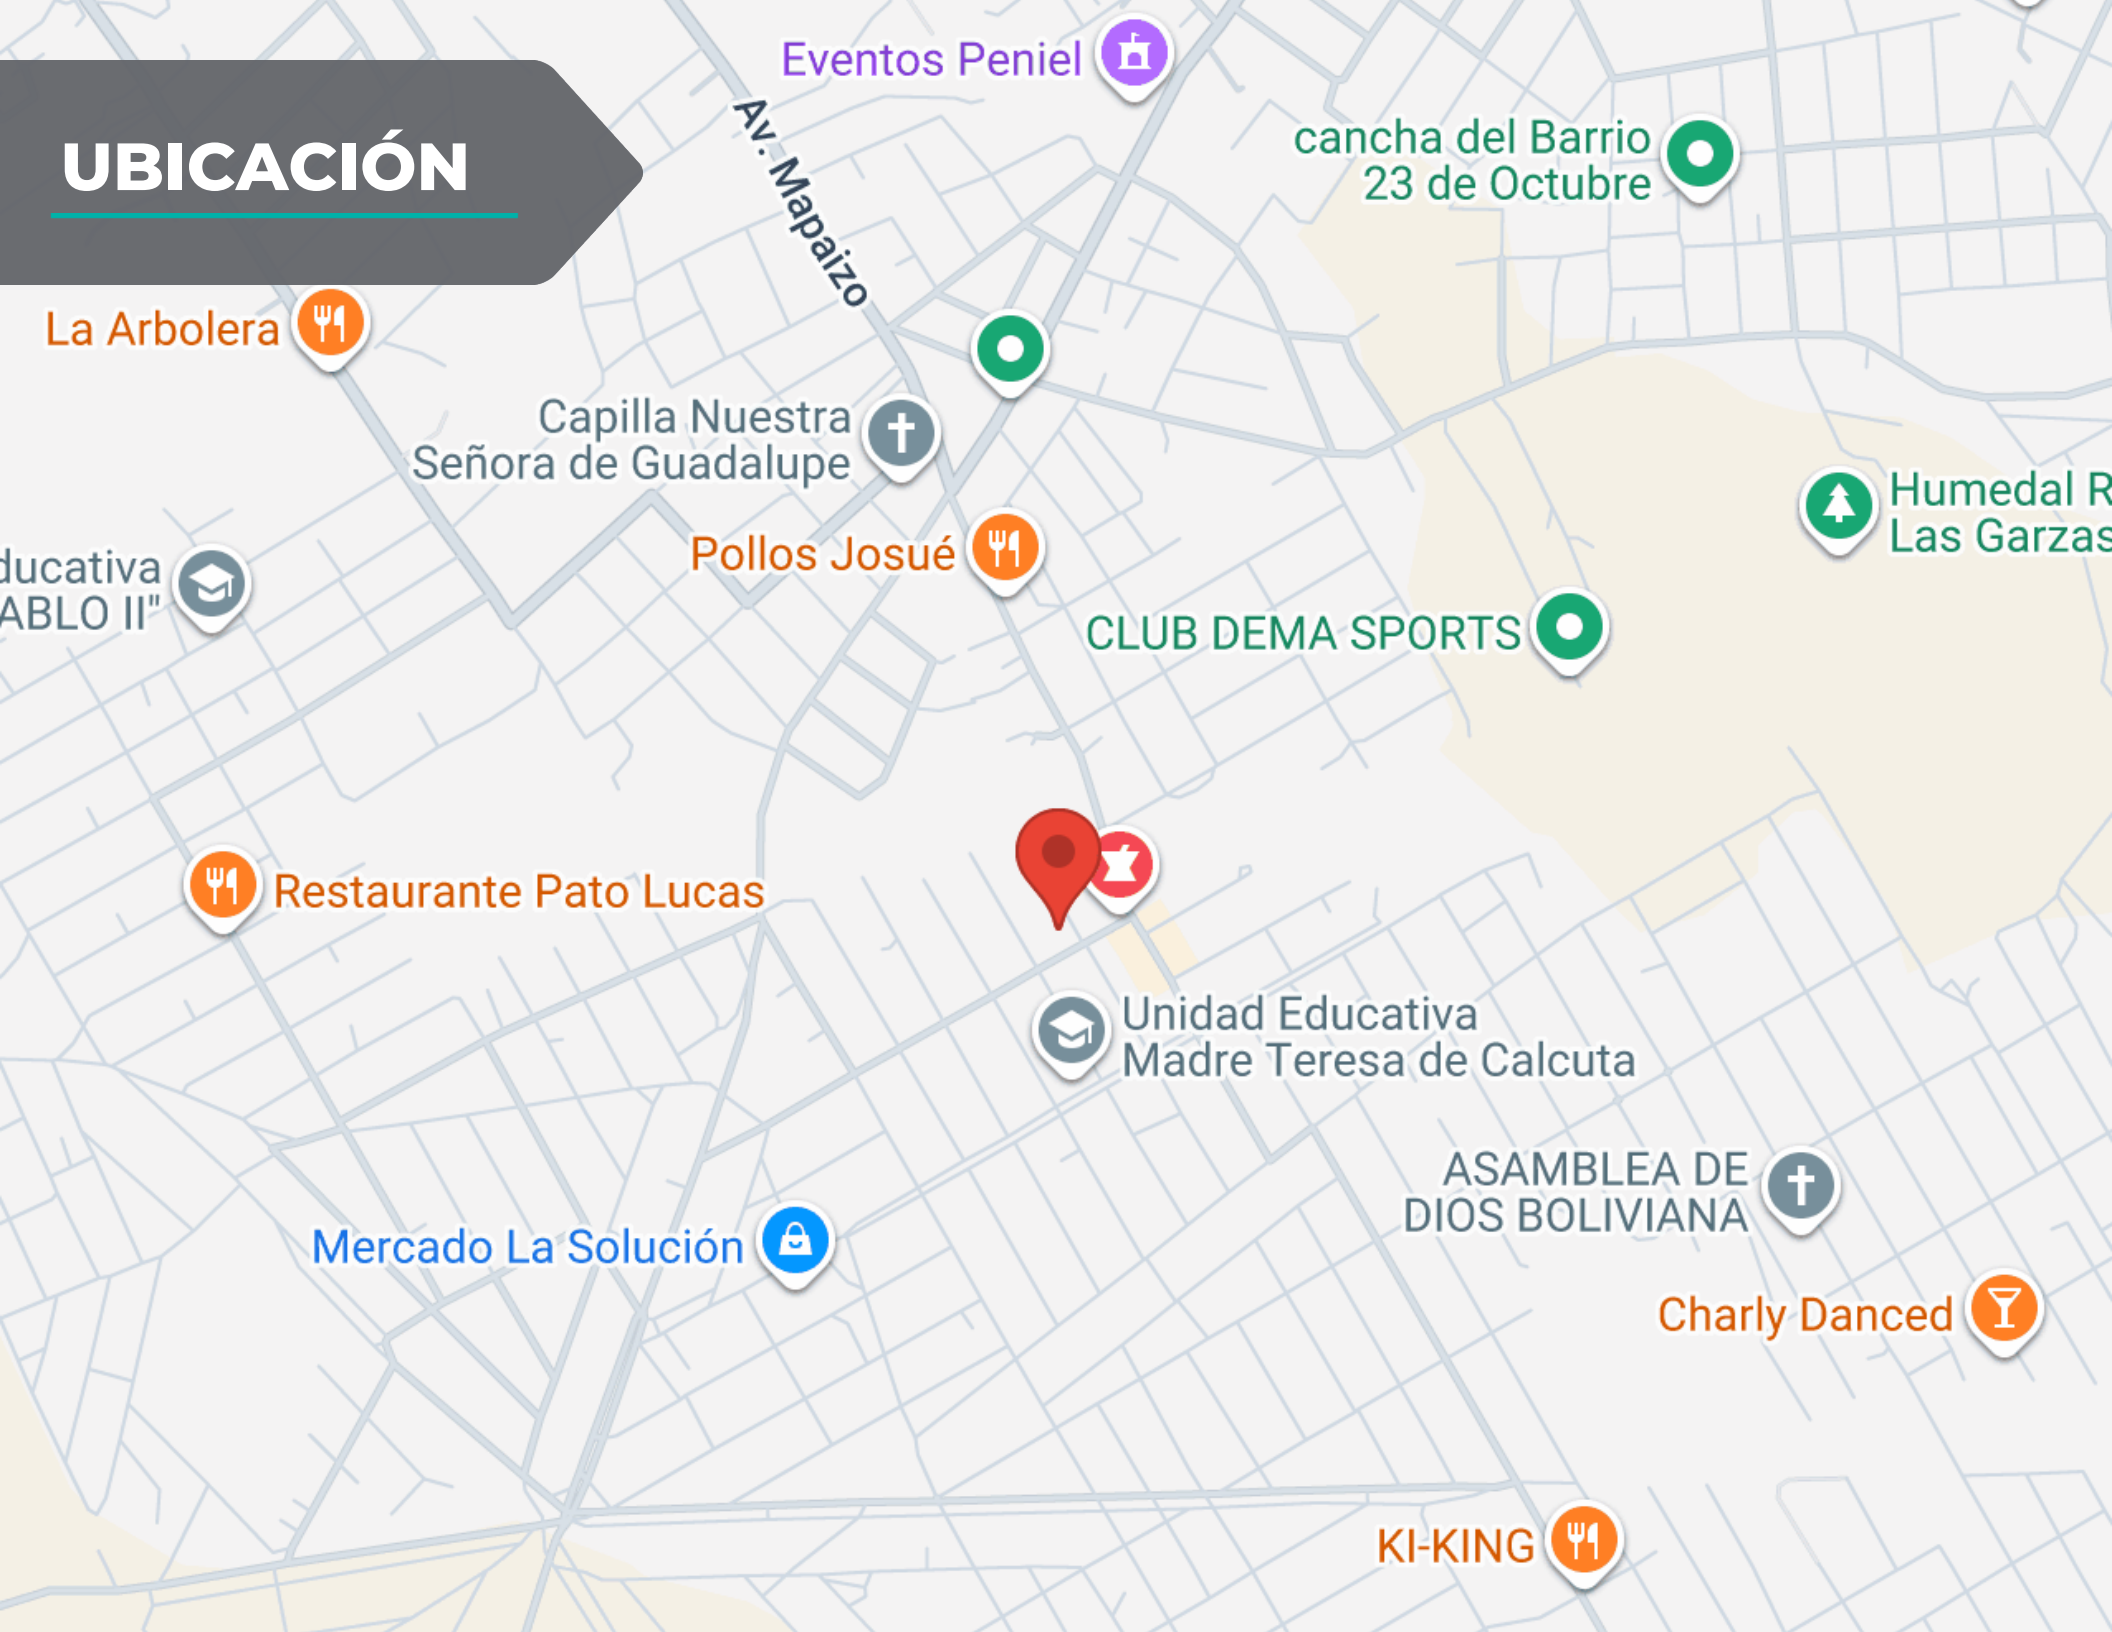 Eventos Peniel
UBICACIÓN
Av. Mapaizo
cancha del Barrio
23 de Octubre
La Arbolera
Capilla Nuestra
Señora de Guadalupe
Humedal R
Las Garzas
Pollos Josué
ducativa
ABLO II"
CLUB DEMA SPORTS
Restaurante Pato Lucas
Unidad Educativa
Madre Teresa de Calcuta
ASAMBLEA DE
DIOS BOLIVIANA
Mercado La Solución
Charly Danced
KI-KING